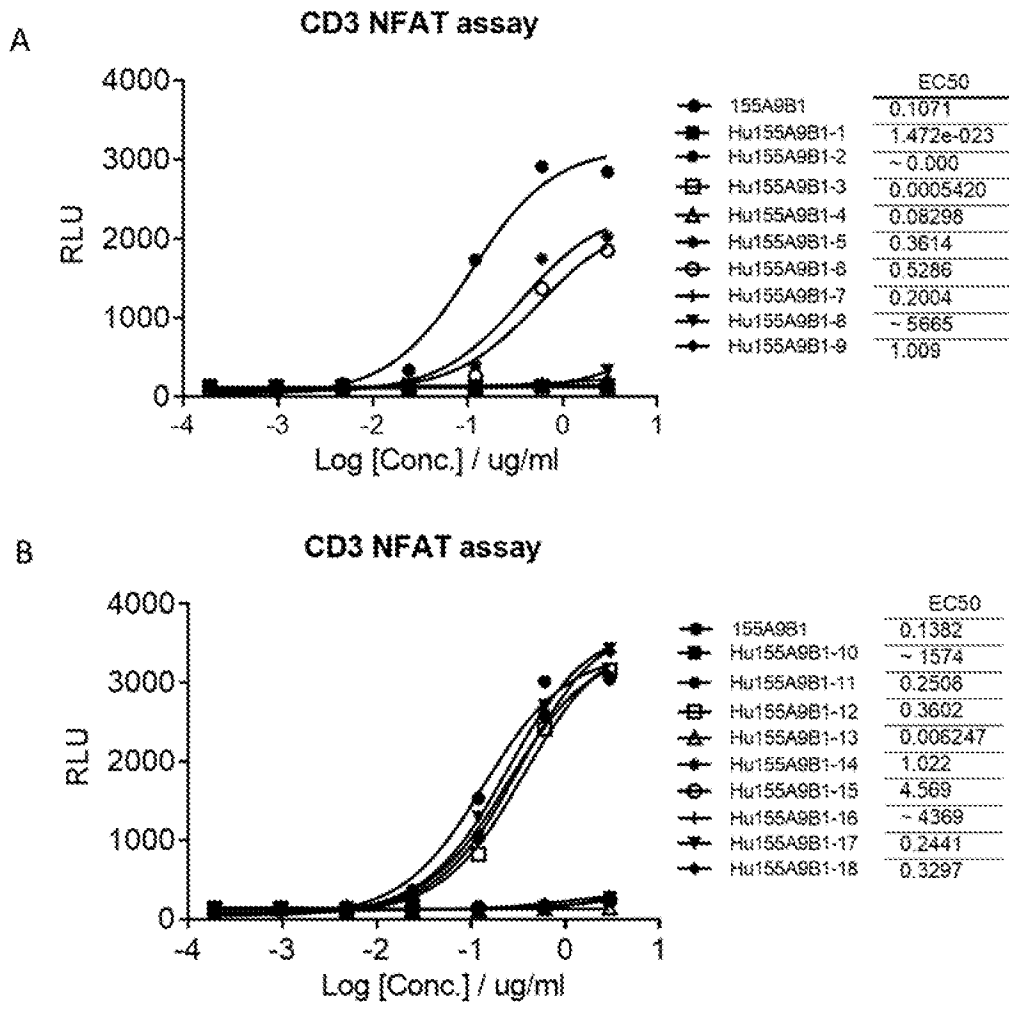 A
CD3 NFAT assay
4000
3000
2000
1000
0
RLU
-4 -3 -2 -1 0 1
Log [Conc.] / ug/ml
EC50
155A9B1 0.1071
Hu155A9B1-1 1.472e-023
Hu155A9B1-2 ~ 0.000
Hu155A9B1-3 0.0005420
Hu155A9B1-4 0.08298
Hu155A9B1-5 0.3614
Hu155A9B1-6 0.5286
Hu155A9B1-7 0.2004
Hu155A9B1-8 ~ 5665
Hu155A9B1-9 1.009
B
CD3 NFAT assay
4000
3000
2000
1000
0
RLU
-4 -3 -2 -1 0 1
Log [Conc.] / ug/ml
EC50
155A9B1 0.1382
Hu155A9B1-10 ~ 1574
Hu155A9B1-11 0.2506
Hu155A9B1-12 0.3602
Hu155A9B1-13 0.006247
Hu155A9B1-14 1.022
Hu155A9B1-15 4.569
Hu155A9B1-16 ~ 4369
Hu155A9B1-17 0.2441
Hu155A9B1-18 0.3297